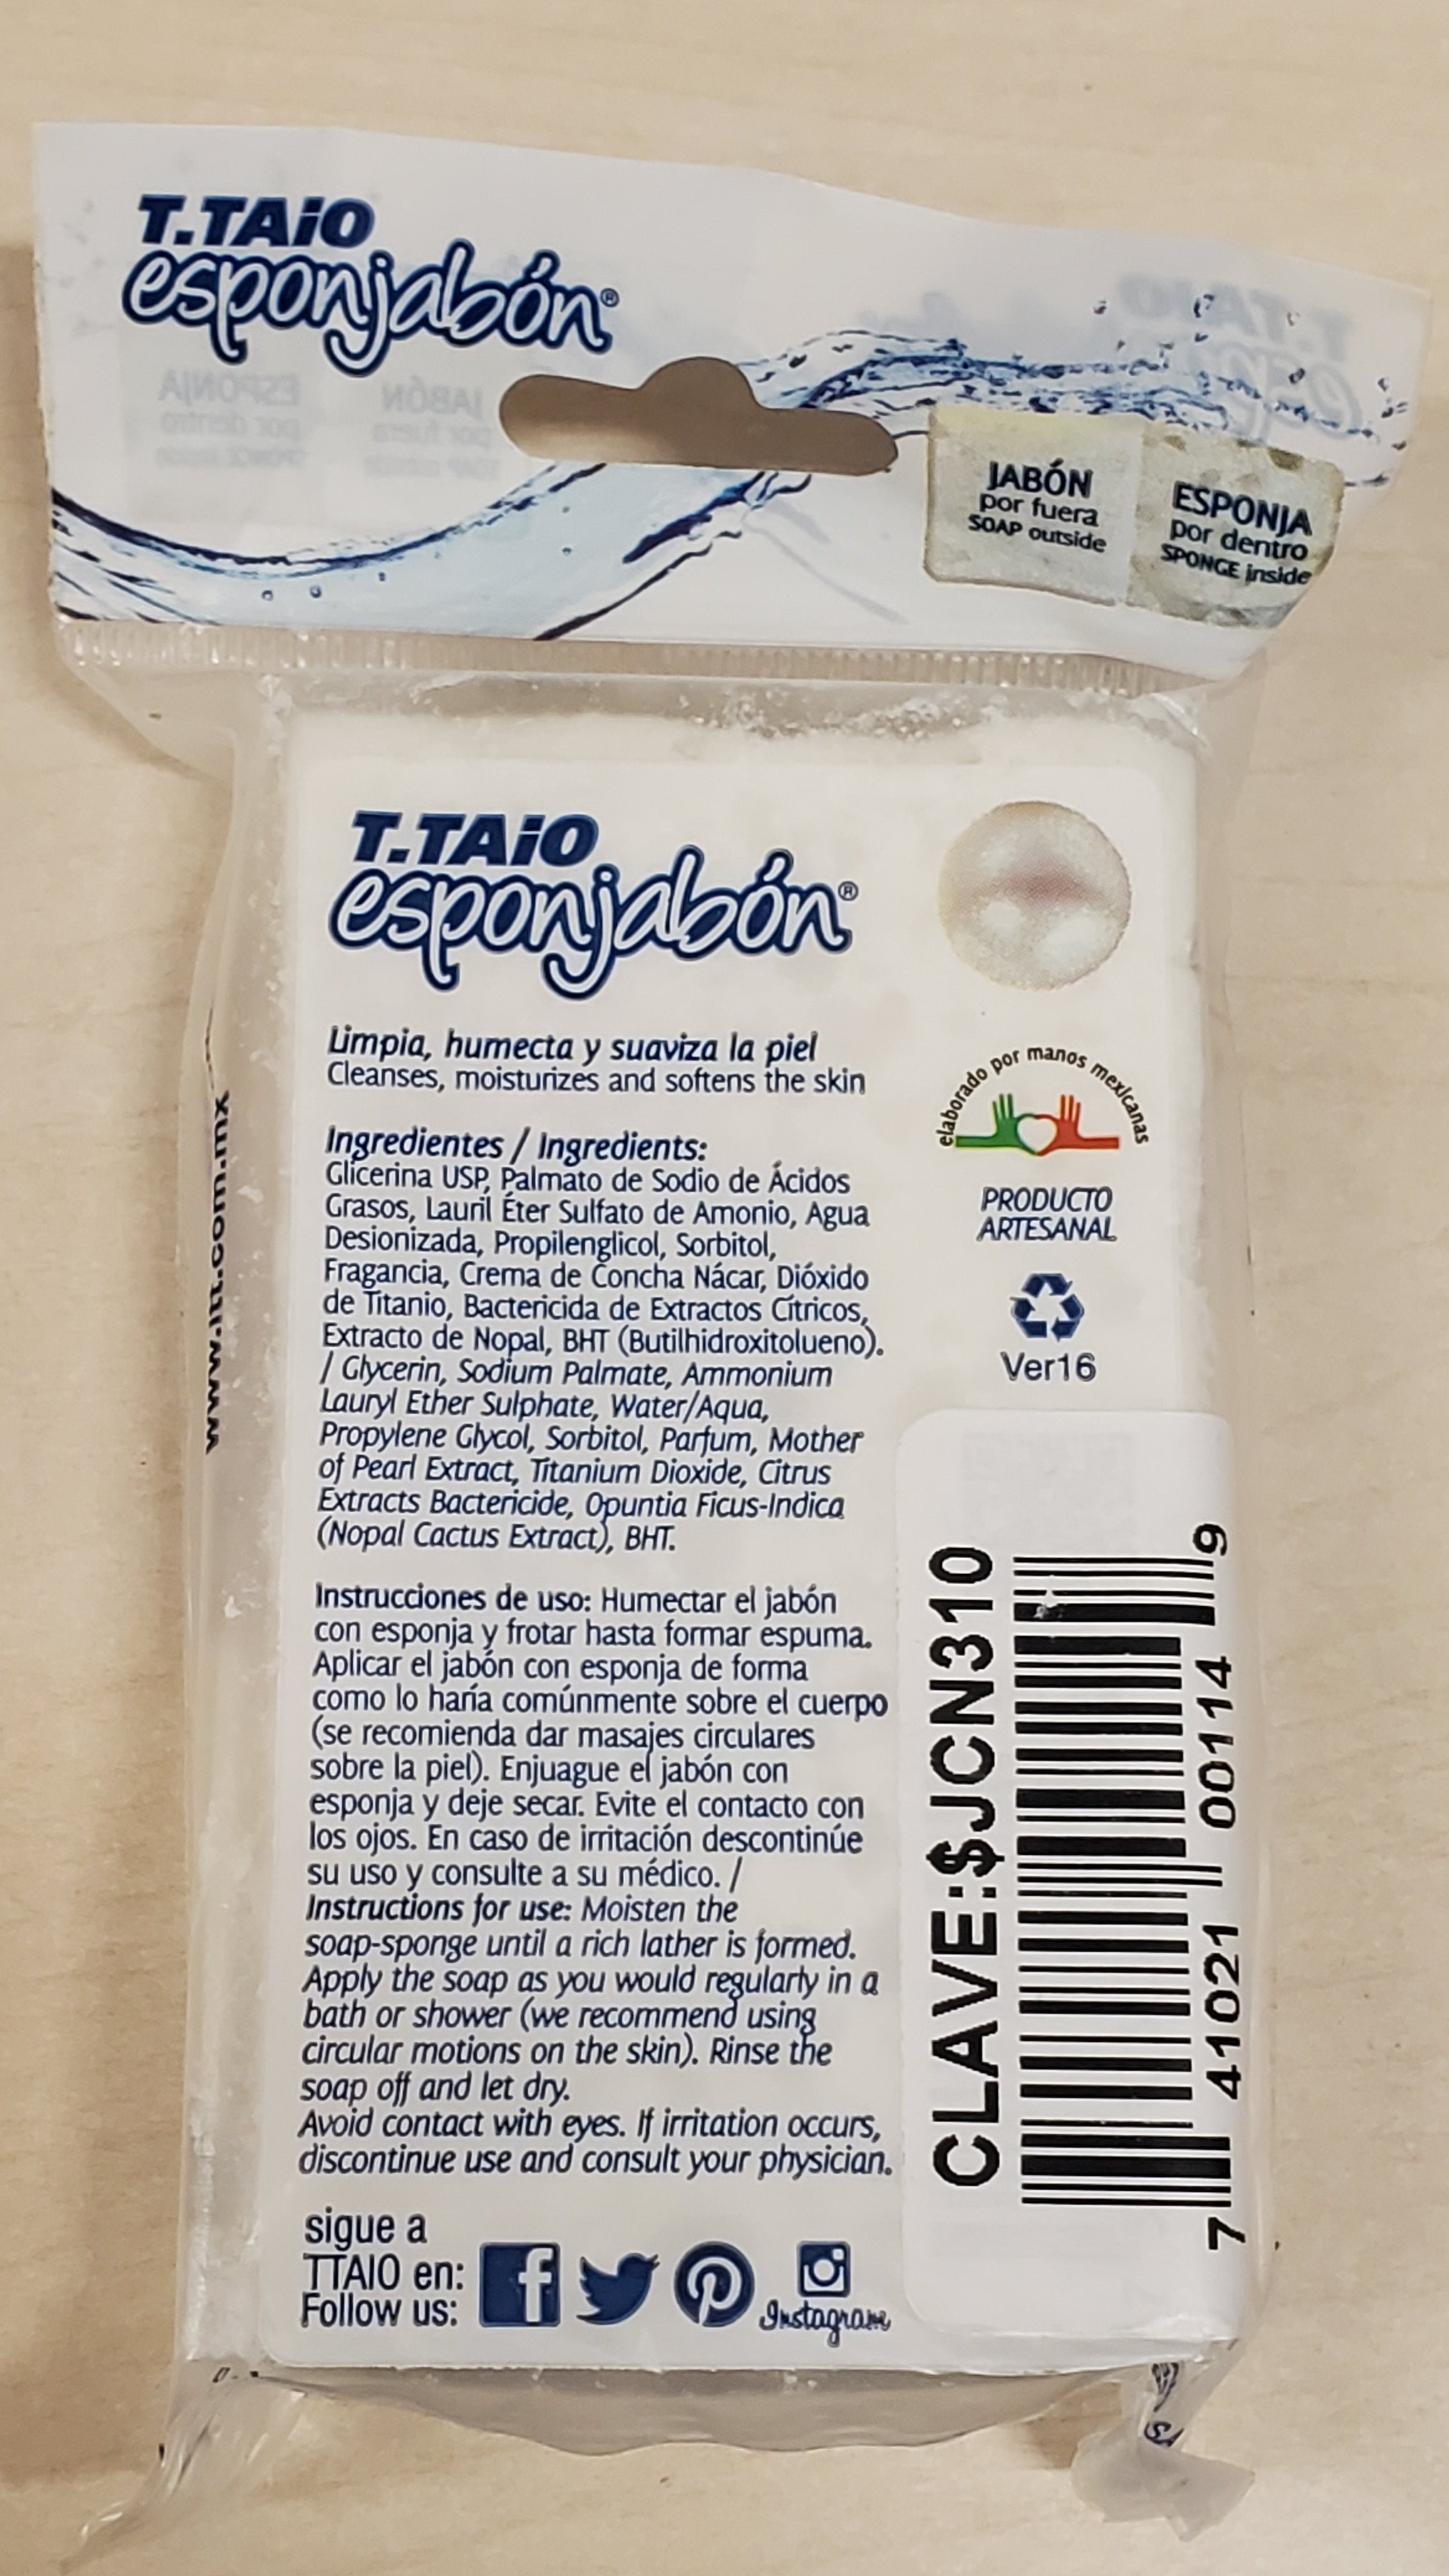 T.TAiO
esponjabón®
JABÓN
por fuera
SOAP outside
ESPONJA
por dentro
SPONGE inside
T.TAiO
esponjabón®
Limpia, humecta y suaviza la piel
Cleanses, moisturizes and softens the skin
Ingredientes / Ingredients:
Glicerina USP, Palmato de Sodio de Ácidos
Grasos, Lauril Éter Sulfato de Amonio, Agua
Desionizada, Propilenglicol, Sorbitol,
Fragancia, Crema de Concha Nácar, Dióxido
de Titanio, Bactericida de Extractos Cítricos,
Extracto de Nopal, BHT (Butilhidroxitolueno).
/ Glycerin, Sodium Palmate, Ammonium
Lauryl Ether Sulphate, Water/Aqua,
Propylene Glycol, Sorbitol, Parfum, Mother
of Pearl Extract, Titanium Dioxide, Citrus
Extracts Bactericide, Opuntia Ficus-Indica
(Nopal Cactus Extract), BHT.
Instrucciones de uso: Humectar el jabón
con esponja y frotar hasta formar espuma.
Aplicar el jabón con esponja de forma
como lo haría comúnmente sobre el cuerpo
(se recomienda dar masajes circulares
sobre la piel). Enjuague el jabón con
esponja y deje secar. Evite el contacto con
los ojos. En caso de irritación descontinúe
su uso y consulte a su médico. /
Instructions for use: Moisten the
soap-sponge until a rich lather is formed.
Apply the soap as you would regularly in a
bath or shower (we recommend using
circular motions on the skin). Rinse the
soap off and let dry.
Avoid contact with eyes. If irritation occurs,
discontinue use and consult your physician.
sigue a
TTAIO en:
Follow us:
Instagram
elaborado por manos mexicanas
PRODUCTO
ARTESANAL
Ver16
CLAVE:$JCN310
7 41021 00114 9